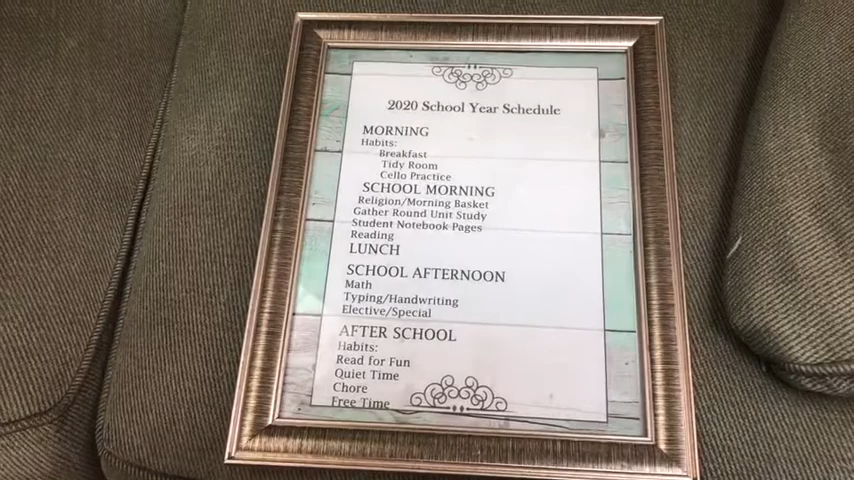 2020 School Year Schedule
MORNING
Habits:
Breakfast
Tidy Room
Cello Practice
SCHOOL MORNING
Religion/Morning Basket
Gather Round Unit Study
Student Notebook Pages
Reading
LUNCH
SCHOOL AFTERNOON
Math
Typing/Handwriting
Elective/Special
AFTER SCHOOL
Habits:
Read for Fun
Quiet Time
Chore
Free Time